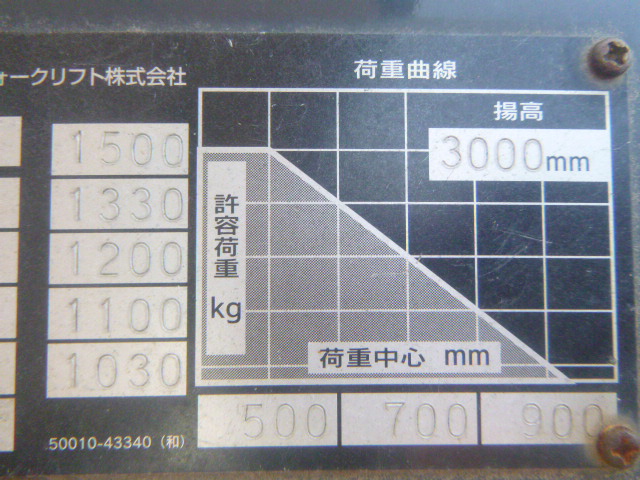 ォークリフト株式会社
荷重曲線
揚高
3000mm
1500
1330
1200
1100
1030
許容荷重
kg
荷重中心 mm
500 700 900
50010-43340 (和)